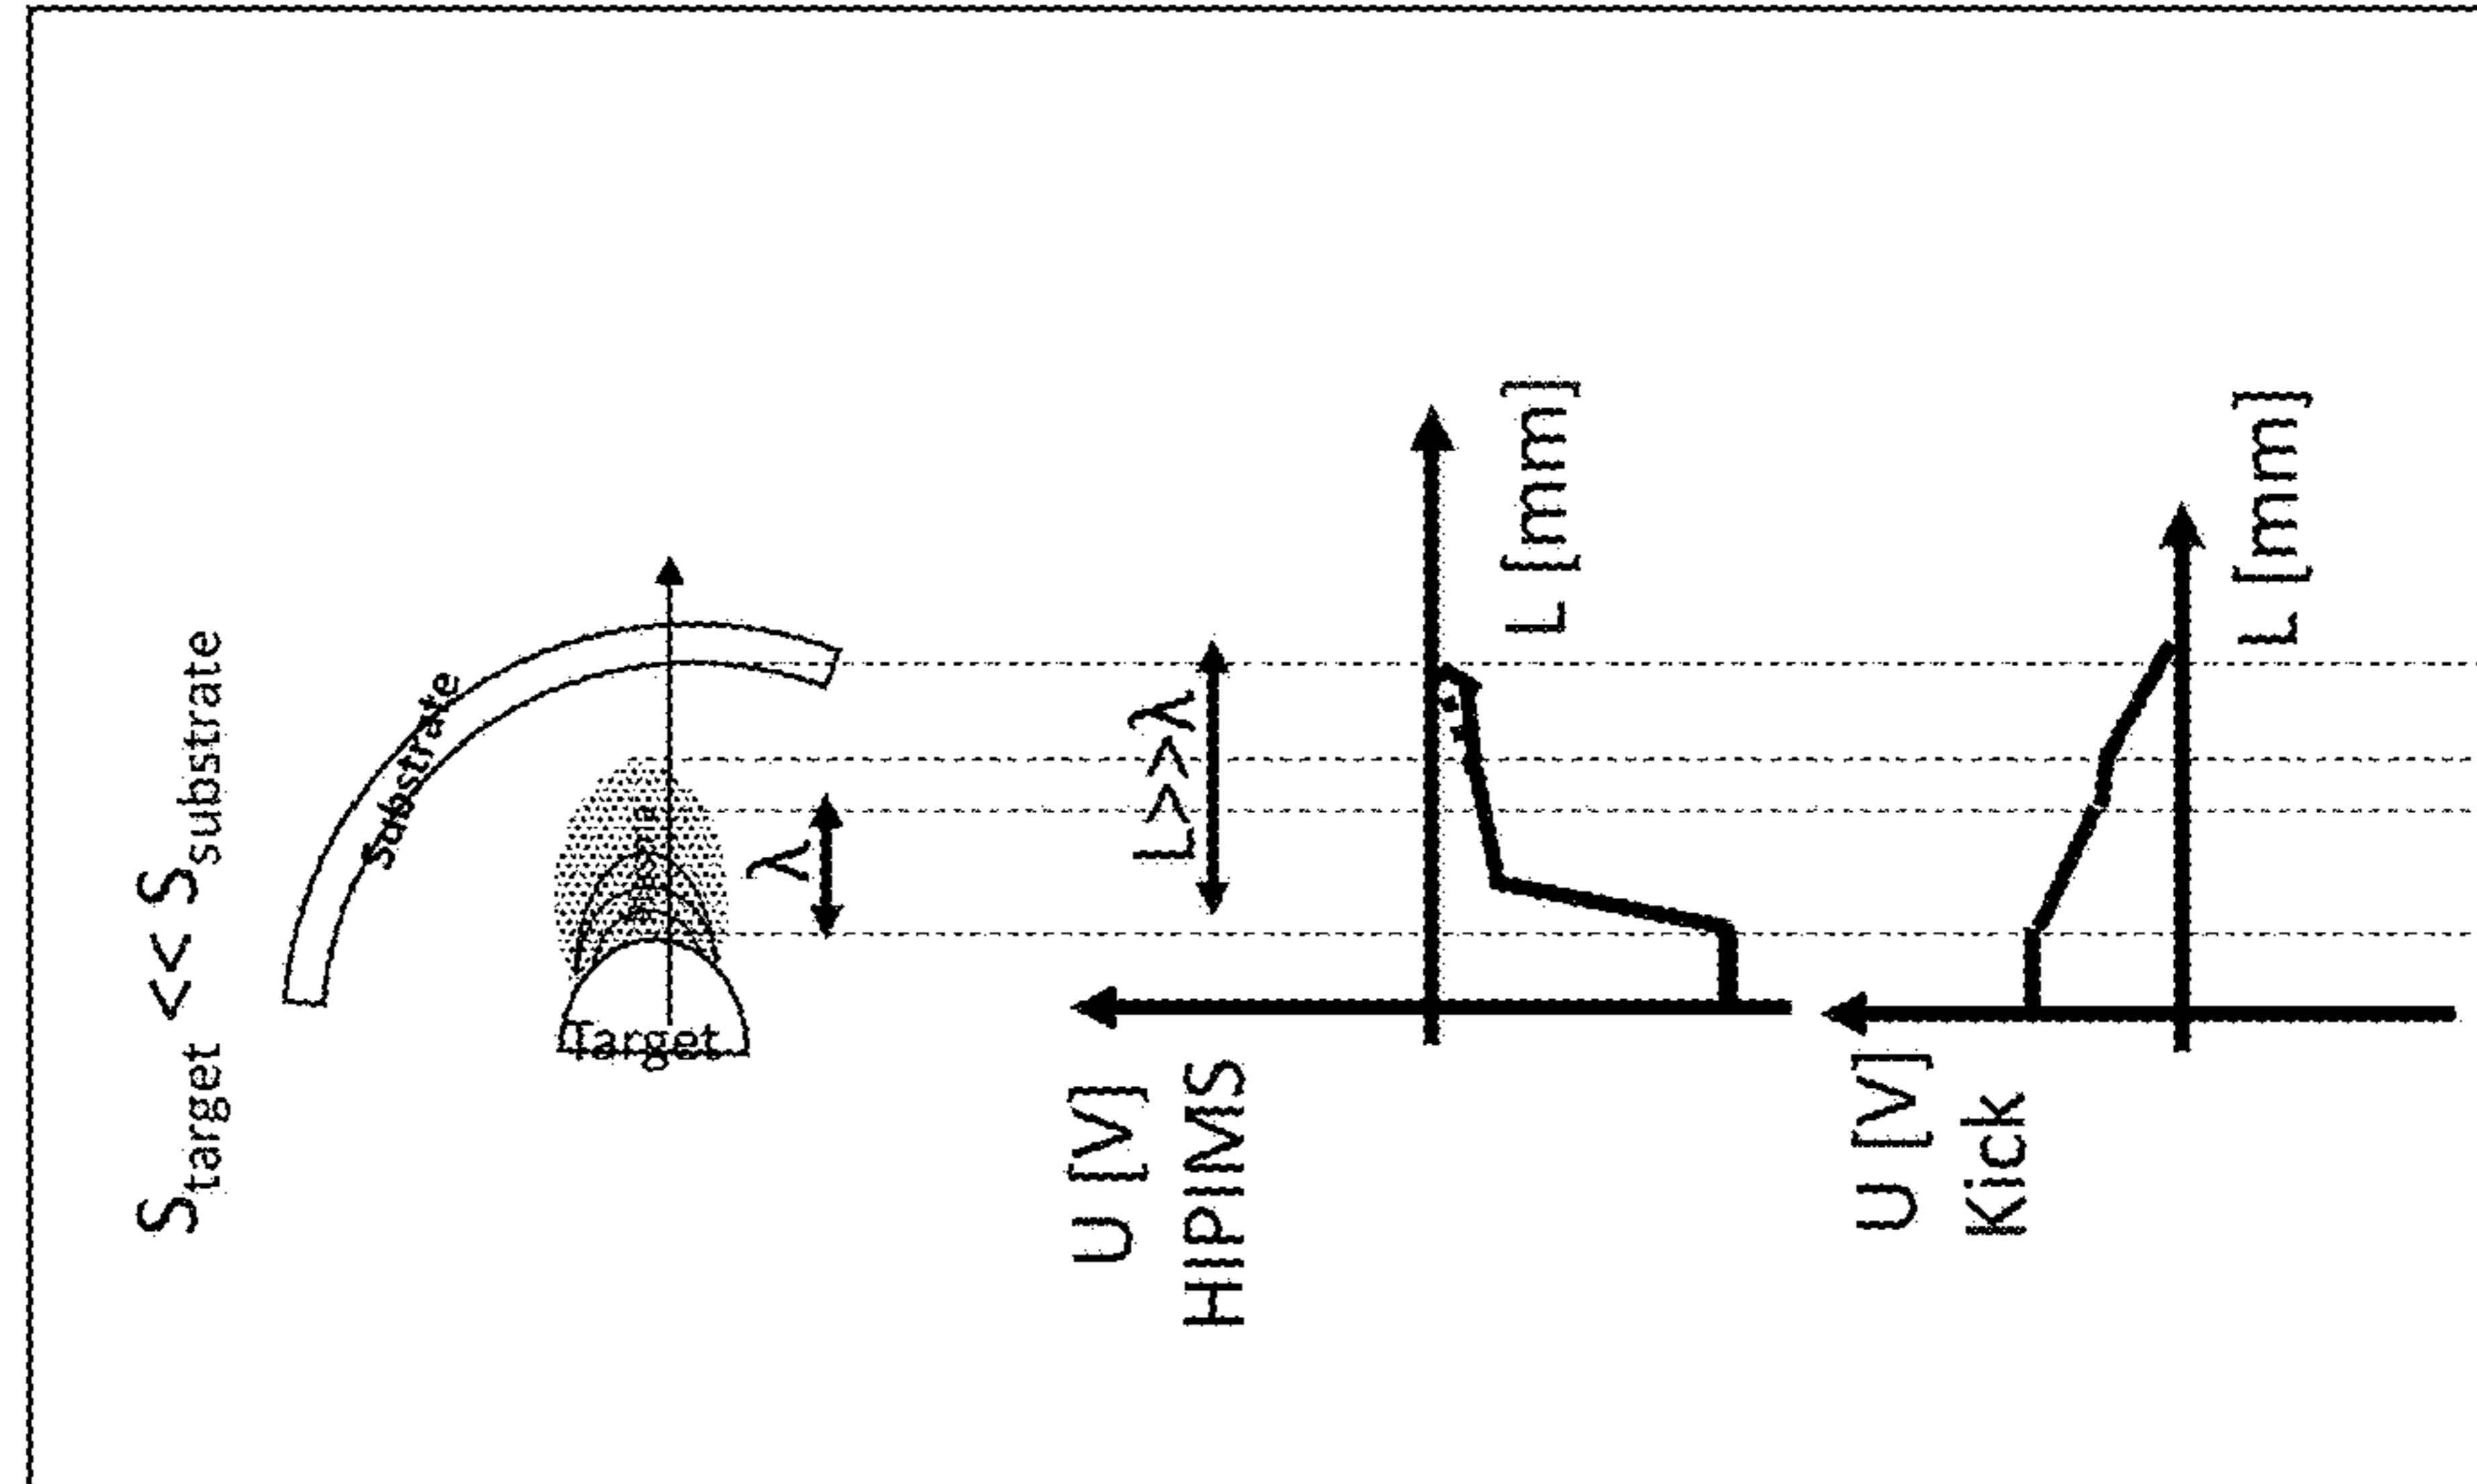 S_target << S_substrate
Substrate
Target
λ
L>>λ
U [V]
HIPIMS
L [mm]
U [V]
Kick
L [mm]